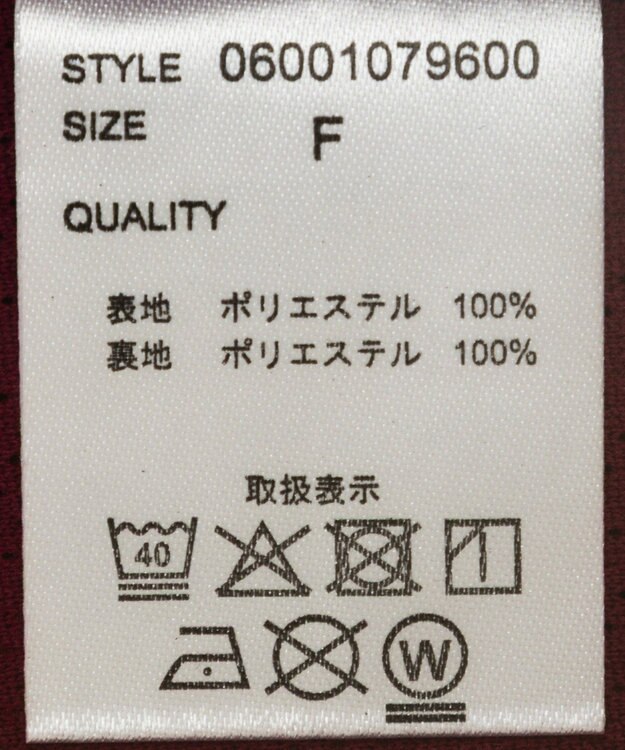 STYLE 06001079600
SIZE F
QUALITY
表地 ポリエステル 100%
裏地 ポリエステル 100%
取扱表示
40
W